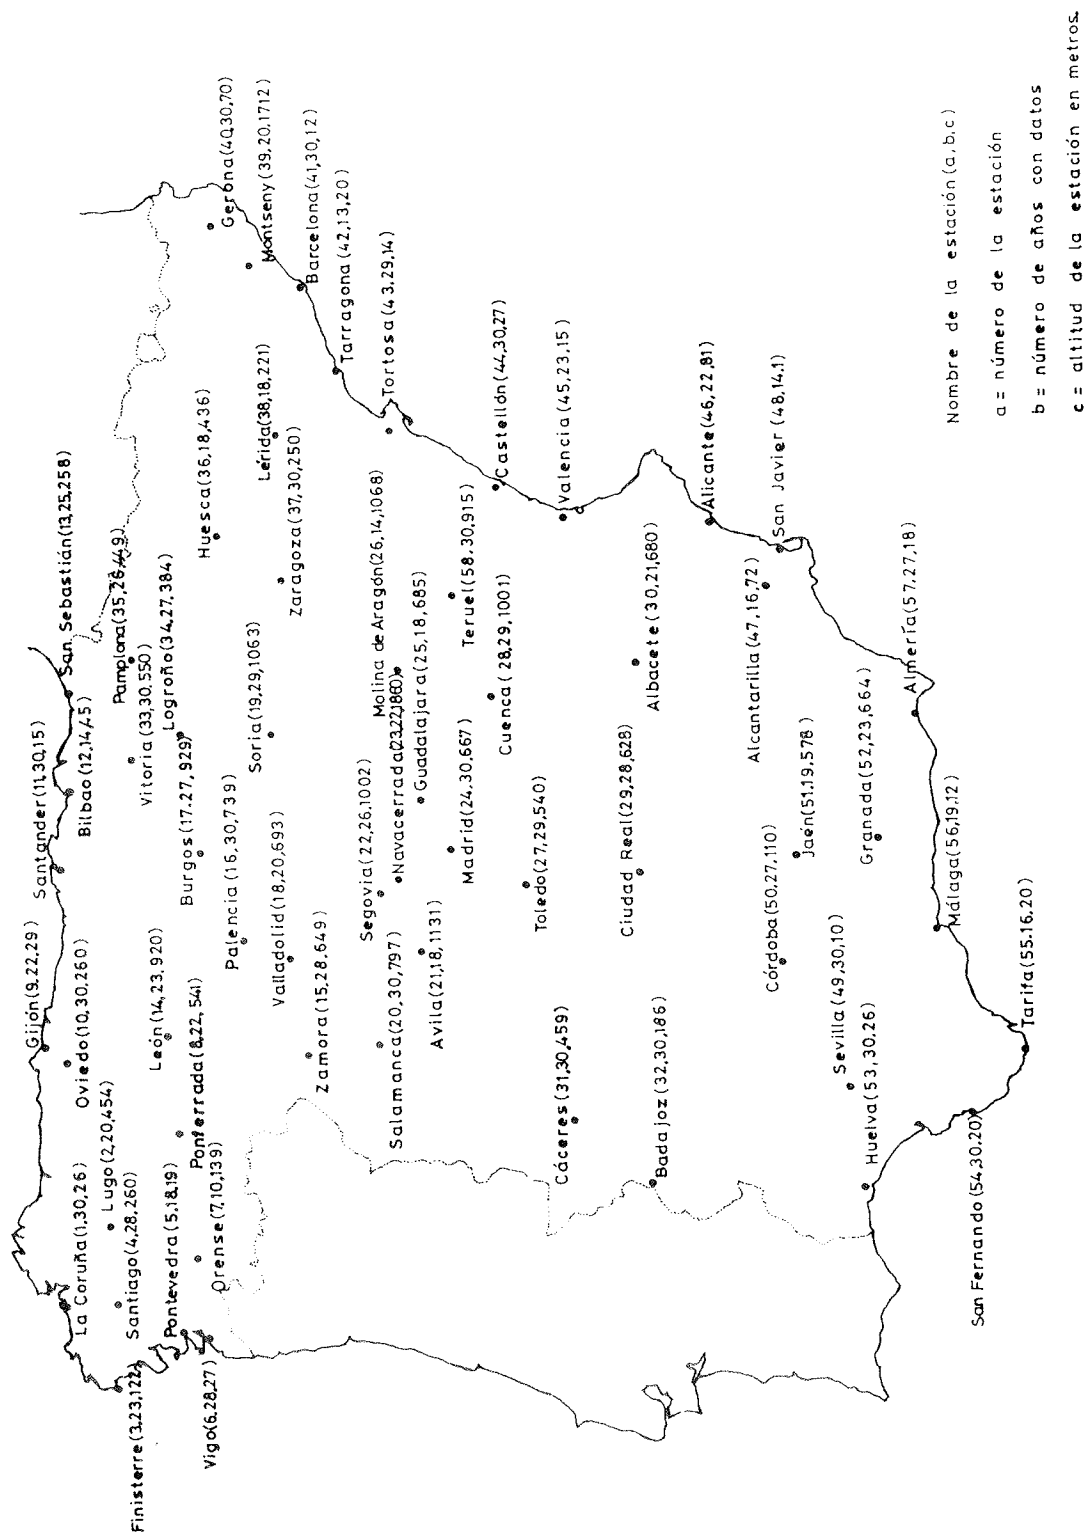 Finisterre (3,23,122)
La Coruña (1,30,26)
Lugo (2,20,454)
Santiago (4,28,260)
Pontevedra (5,18,19)
Vigo (6,28,27)
Orense (7,10,139)
Ponferrada (8,22,541)
Gijón (9,22,29)
Oviedo (10,30,260)
León (14,23,920)
Santander (11,30,15)
Bilbao (12,14,45)
San Sebastián (13,25,258)
Pamplona (35,26,449)
Vitoria (33,30,550)
Logroño (34,27,384)
Burgos (17,27,929)
Palencia (16,30,739)
Soria (19,29,1063)
Valladolid (18,20,693)
Zamora (15,28,649)
Huesca (36,18,436)
Lérida (38,18,221)
Zaragoza (37,30,250)
Gerona (40,30,70)
Montseny (39,20,1712)
Barcelona (41,30,12)
Tarragona (42,13,20)
Tortosa (43,29,14)
Molina de Aragón (26,14,1068)
Segovia (22,26,1002)
Navacerrada (23,22,1860)
Guadalajara (25,18,685)
Salamanca (20,30,797)
Avila (21,18,1131)
Madrid (24,30,667)
Teruel (58,30,915)
Cuenca (28,29,1001)
Castellón (44,30,27)
Valencia (45,23,15)
Toledo (27,29,540)
Cáceres (31,30,459)
Ciudad Real (29,28,628)
Albacete (30,21,680)
Badajoz (32,30,186)
Alicante (46,22,81)
Alcantarilla (47,16,72)
San Javier (48,14,1)
Córdoba (50,27,110)
Jaén (51,19,578)
Sevilla (49,30,10)
Granada (52,23,664)
Huelva (53,30,26)
Almería (57,27,18)
Málaga (56,19,12)
San Fernando (54,30,20)
Tarifa (55,16,20)
Nombre de la estación (a,b,c)
a = número de la estación
b = número de años con datos
c = altitud de la estación en metros.